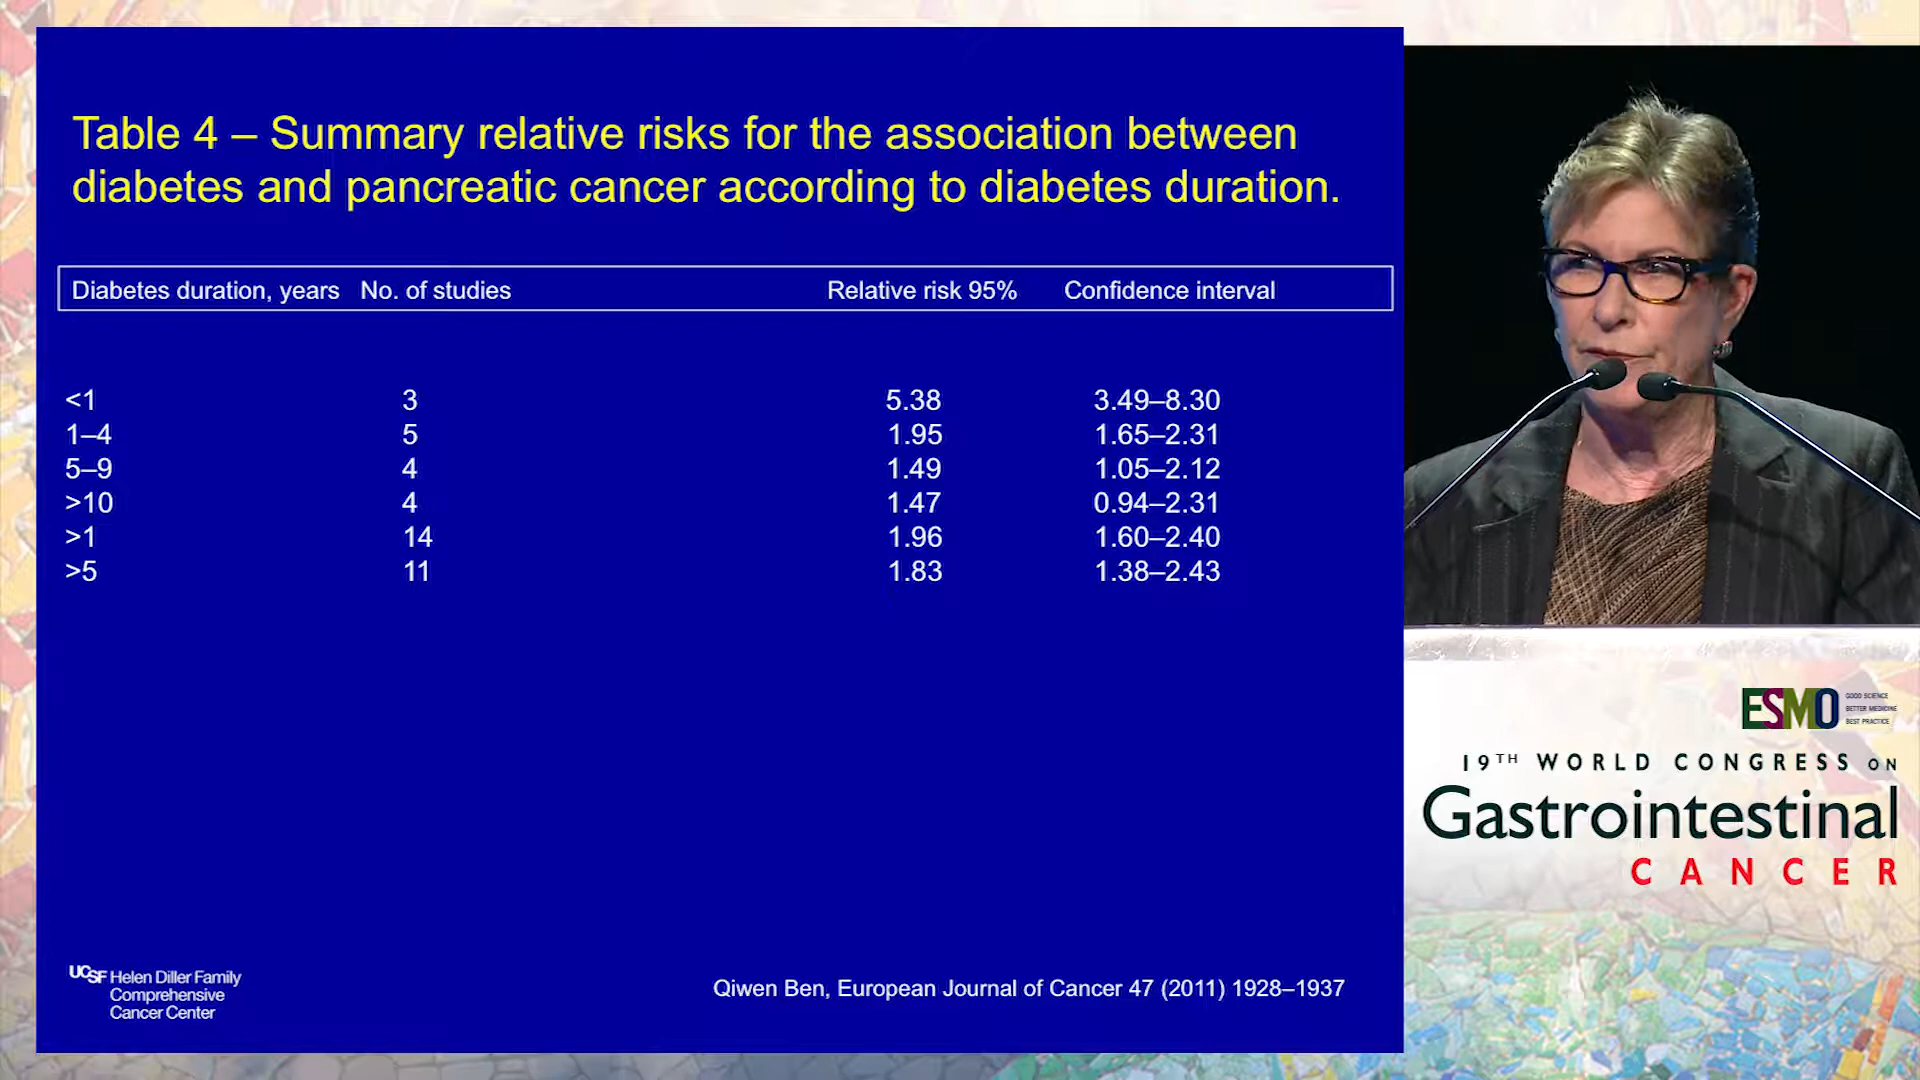 Table 4 – Summary relative risks for the association between
diabetes and pancreatic cancer according to diabetes duration.
Diabetes duration, years No. of studies Relative risk 95% Confidence interval
<1 3 5.38 3.49–8.30
1–4 5 1.95 1.65–2.31
5–9 4 1.49 1.05–2.12
>10 4 1.47 0.94–2.31
>1 14 1.96 1.60–2.40
>5 11 1.83 1.38–2.43
UCSF Helen Diller Family
Comprehensive
Cancer Center
Qiwen Ben, European Journal of Cancer 47 (2011) 1928–1937
ESMO
GOOD SCIENCE
BETTER MEDICINE
BEST PRACTICE
19TH WORLD CONGRESS ON
Gastrointestinal
CANCER